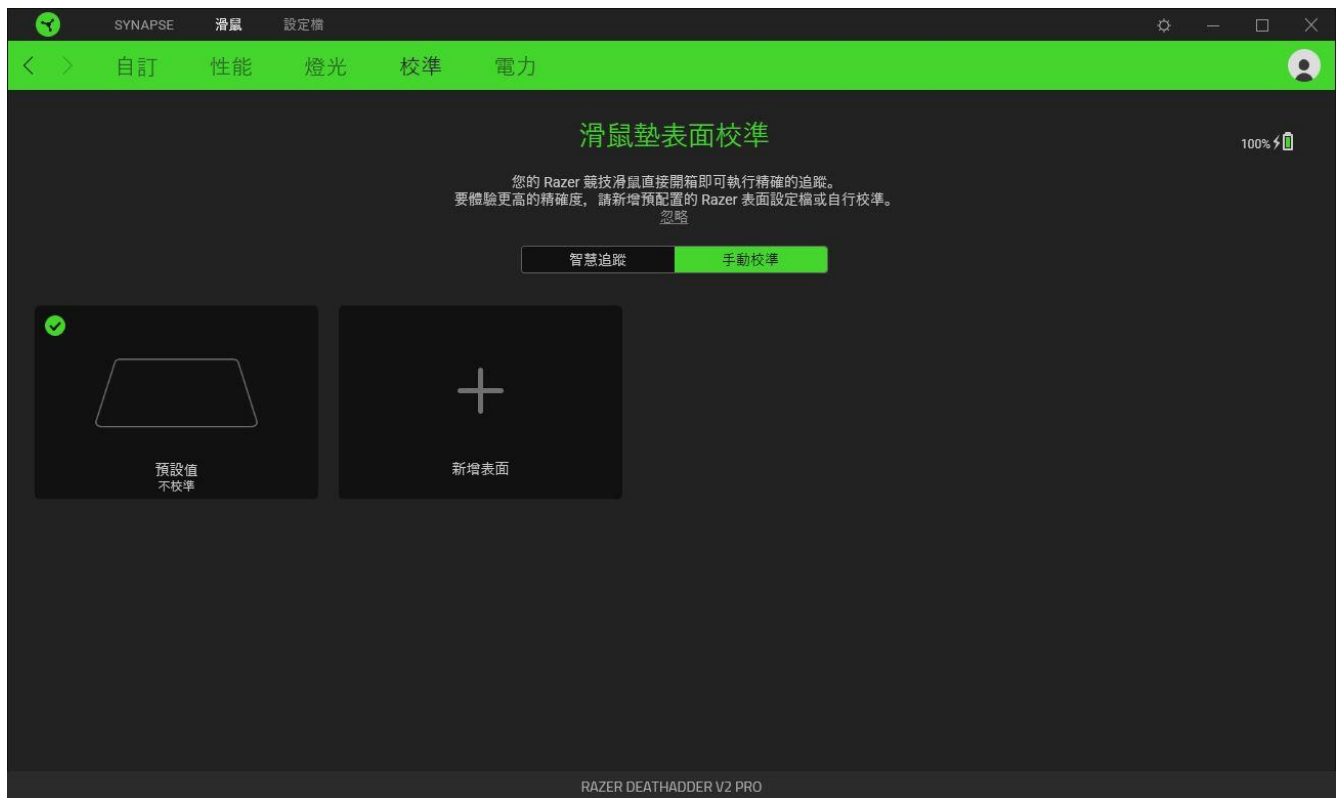 SYNAPSE 滑鼠 設定檔
自訂 性能 燈光 校準 電力
滑鼠墊表面校準
100%
您的 Razer 競技滑鼠直接開箱即可執行精確的追蹤。
要體驗更高的精確度，請新增預配置的 Razer 表面設定檔或自行校準。
忽略
智慧追蹤 手動校準
預設值
不校準
新增表面
RAZER DEATHADDER V2 PRO